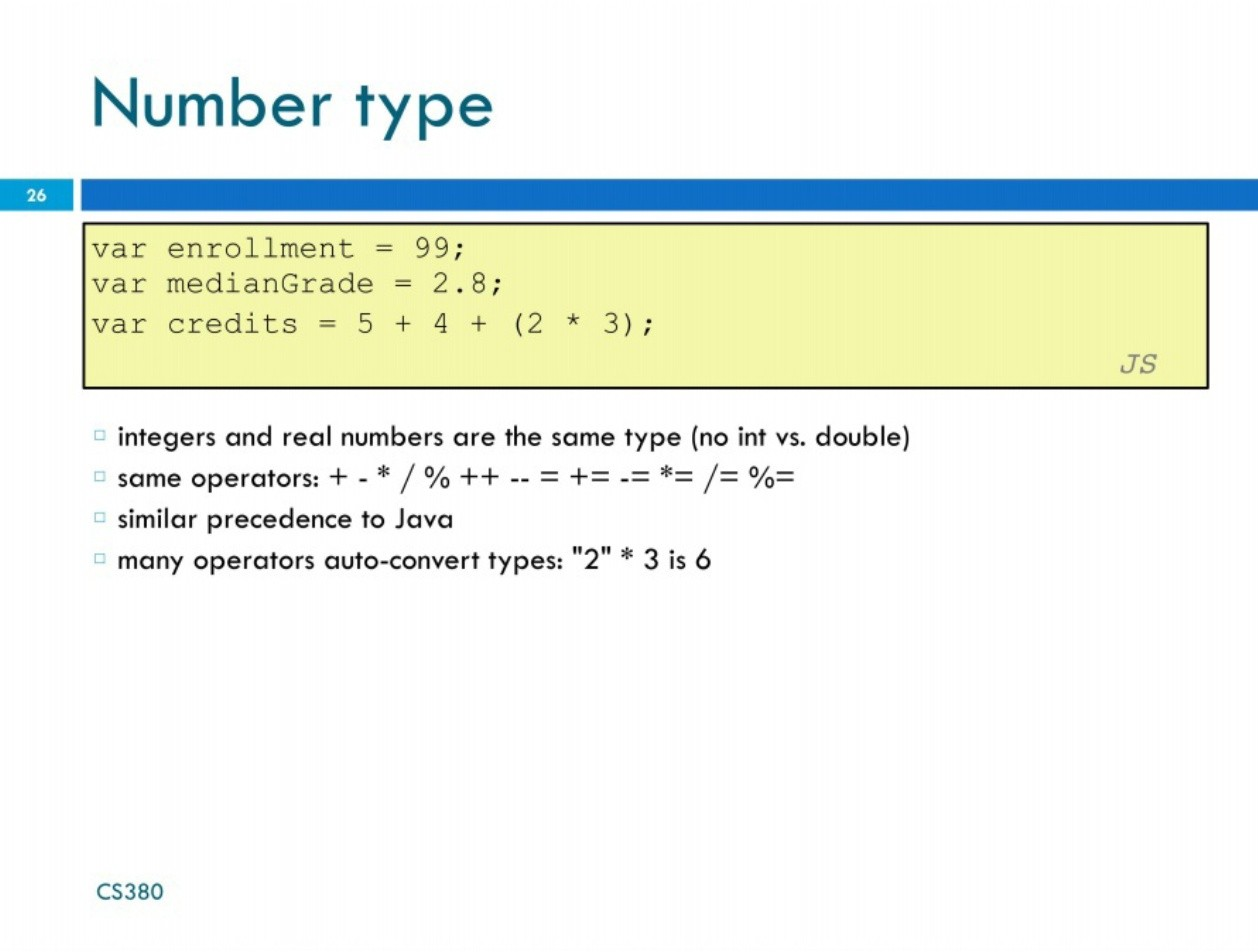 Number type
26
var enrollment = 99;
var medianGrade = 2.8;
var credits = 5 + 4 + (2 * 3);
JS
integers and real numbers are the same type (no int vs. double)
same operators: + - * / % ++ -- = += -= *= /= %=
similar precedence to Java
many operators auto-convert types: "2" * 3 is 6
CS380